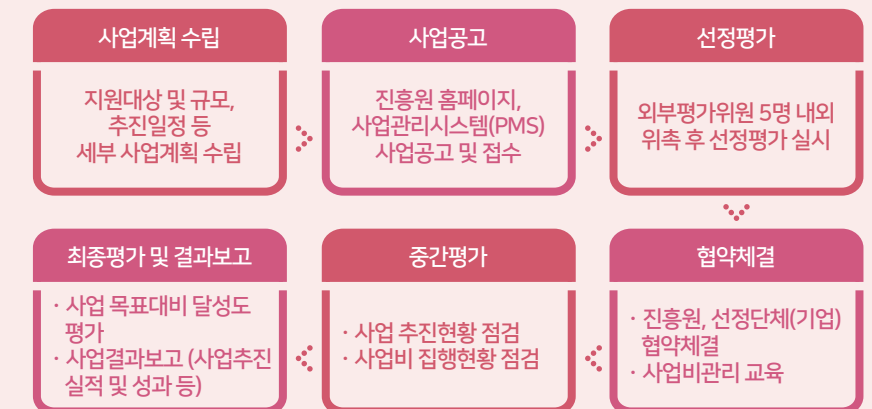 사업계획 수립
지원대상 및 규모,
추진일정 등
세부 사업계획 수립
사업공고
진흥원 홈페이지,
사업관리시스템(PMS)
사업공고 및 접수
선정평가
외부평가위원 5명 내외
위촉 후 선정평가 실시
협약체결
· 진흥원, 선정단체(기업)
협약체결
· 사업비관리 교육
중간평가
· 사업 추진현황 점검
· 사업비 집행현황 점검
최종평가 및 결과보고
· 사업 목표대비 달성도
평가
· 사업결과보고 (사업추진
실적 및 성과 등)